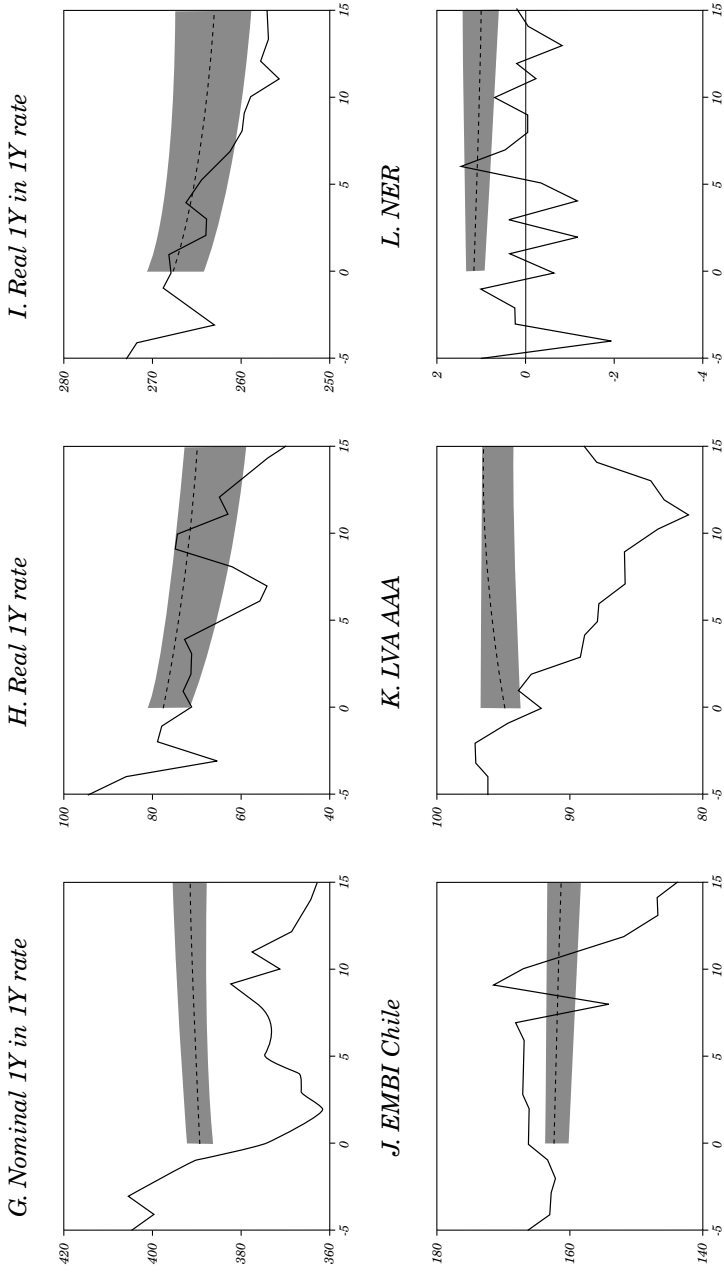 G. Nominal 1Y in 1Y rate
420
400
380
360
-5 0 5 10 15
H. Real 1Y rate
100
80
60
40
-5 0 5 10 15
I. Real 1Y in 1Y rate
280
270
260
250
-5 0 5 10 15
J. EMBI Chile
180
160
140
-5 0 5 10 15
K. LVA AAA
100
90
80
-5 0 5 10 15
L. NER
2
0
-2
-4
-5 0 5 10 15